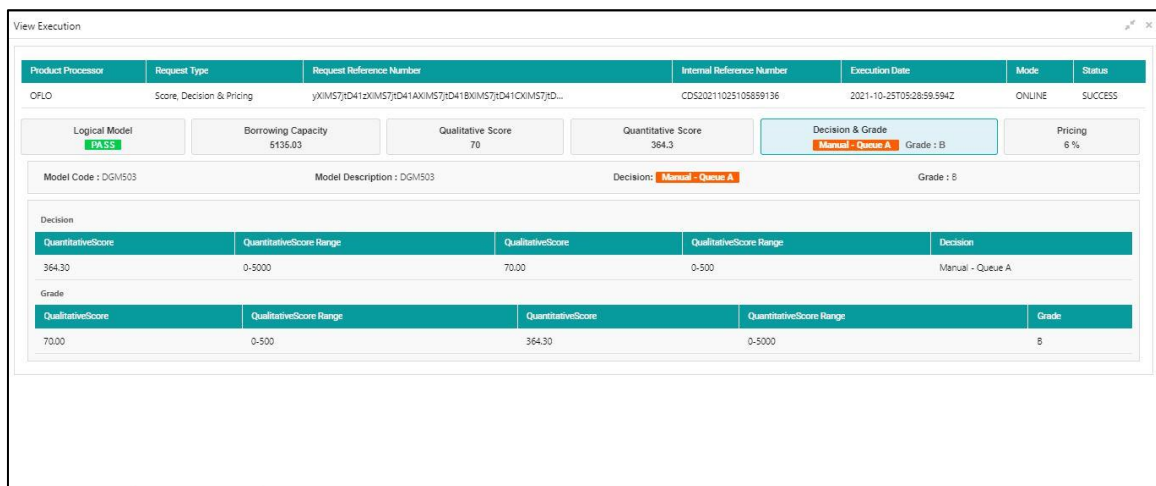 View Execution
Product Processor Request Type Request Reference Number Internal Reference Number Execution Date Mode Status
OFLO Score, Decision & Pricing yXIMS7jtD41zXIMS7jtD41AXIMS7jtD41BXIMS7jtD41CXIMS7jtD... CDS20211025105859136 2021-10-25T05:28:59.594Z ONLINE SUCCESS
Logical Model Borrowing Capacity Qualitative Score Quantitative Score Decision & Grade Pricing
PASS 5135.03 70 364.3 Manual - Queue A Grade : B 6 %
Model Code : DGM503 Model Description : DGM503 Decision: Manual - Queue A Grade : B
Decision
QuantitativeScore QuantitativeScore Range QualitativeScore QualitativeScore Range Decision
364.30 0-5000 70.00 0-500 Manual - Queue A
Grade
QualitativeScore QualitativeScore Range QuantitativeScore QuantitativeScore Range Grade
70.00 0-500 364.30 0-5000 B